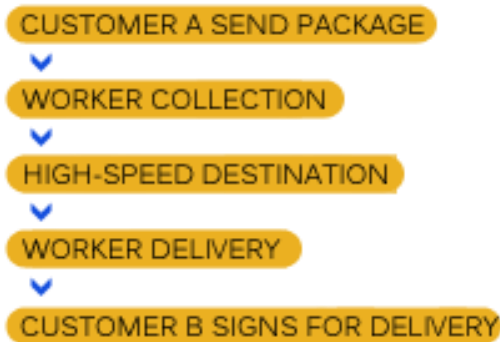 CUSTOMER A SEND PACKAGE
WORKER COLLECTION
HIGH-SPEED DESTINATION
WORKER DELIVERY
CUSTOMER B SIGNS FOR DELIVERY